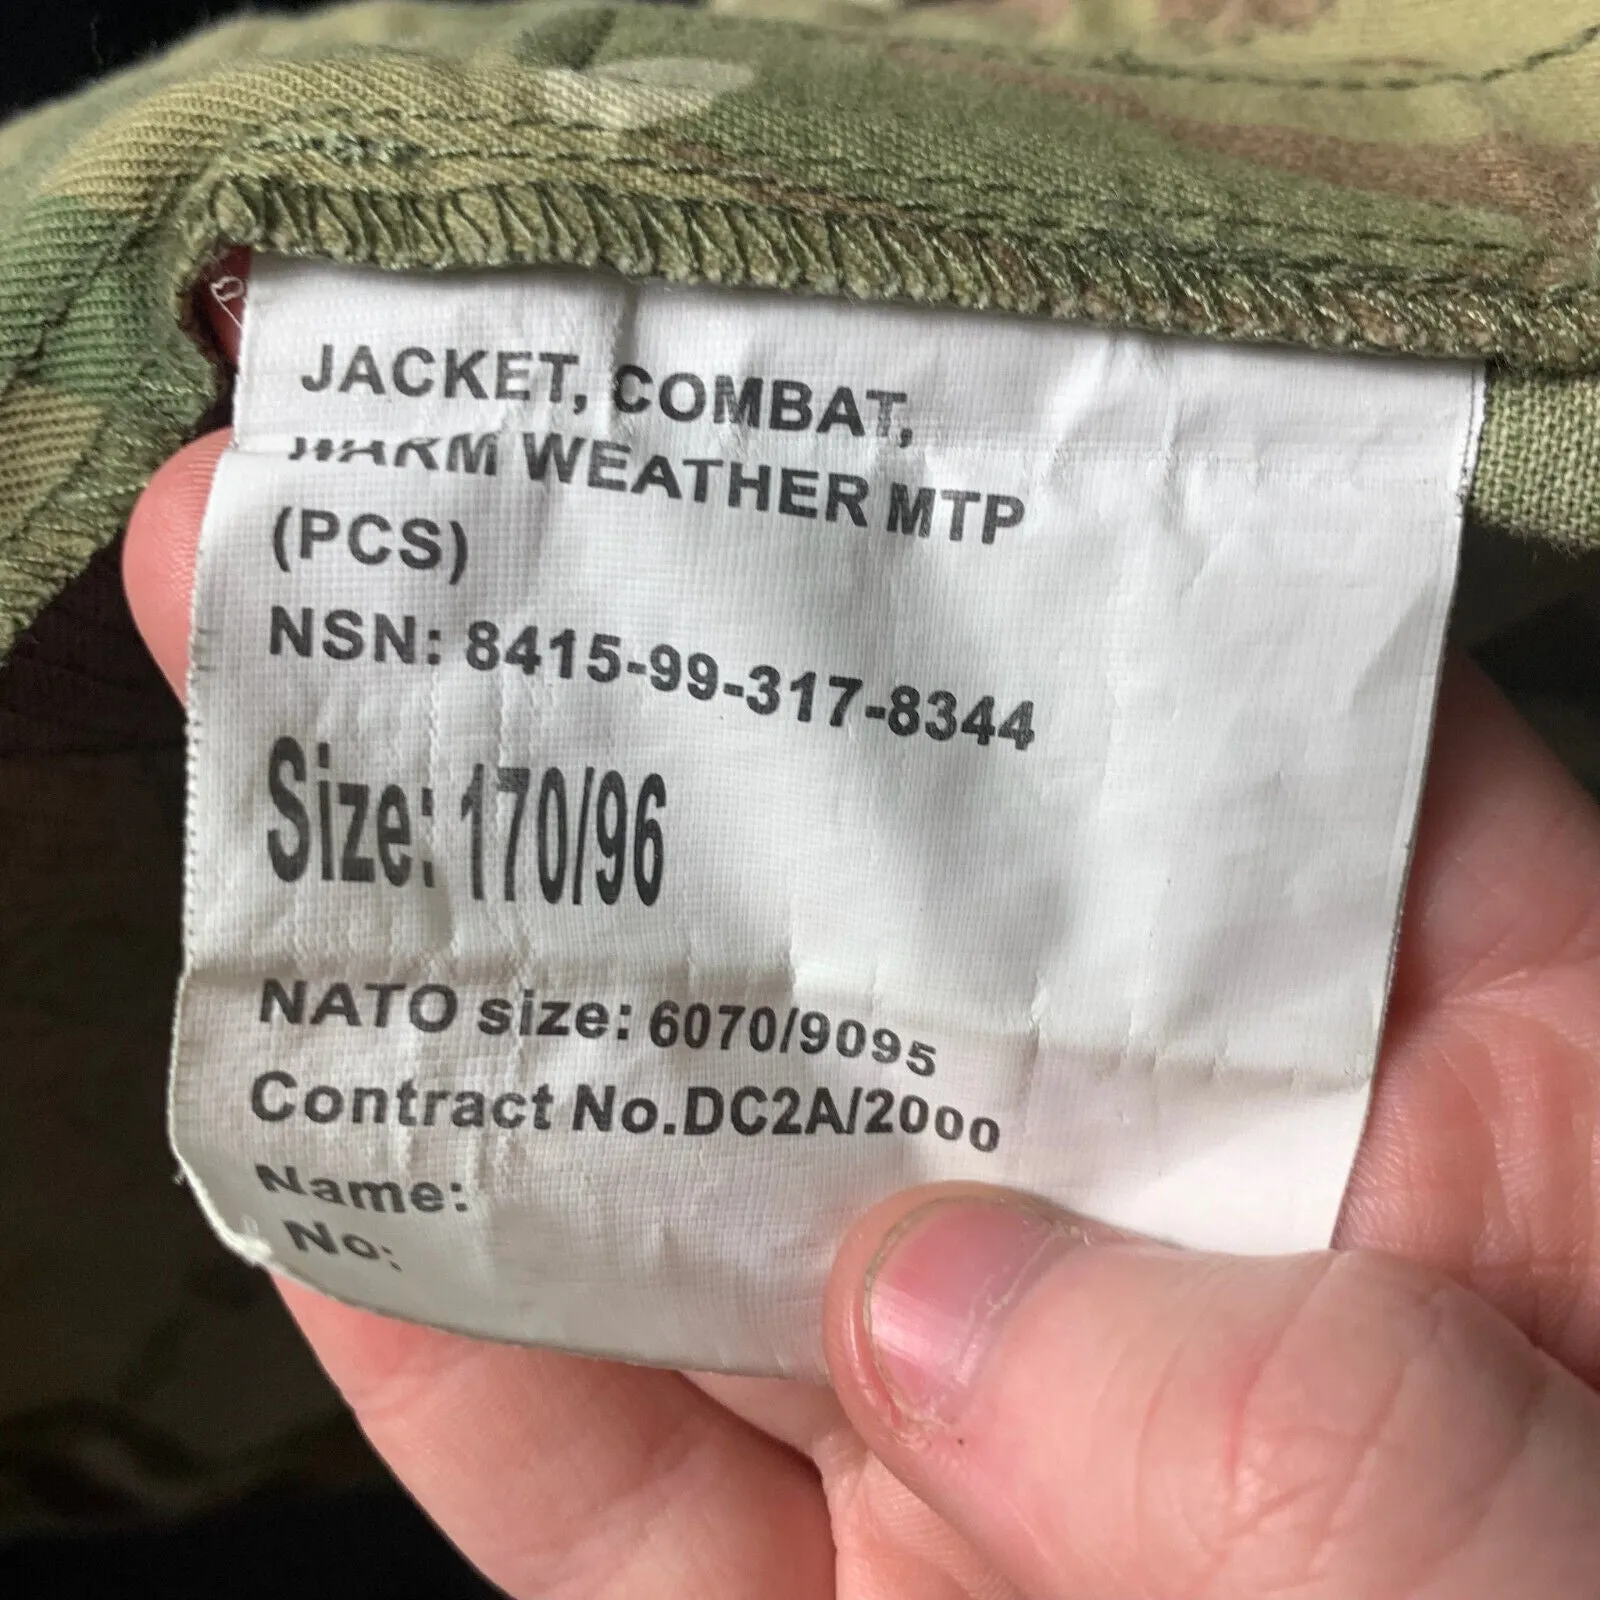 JACKET, COMBAT,
WARM WEATHER MTP
(PCS)
NSN: 8415-99-317-8344
Size: 170/96
NATO size: 6070/9095
Contract No.DC2A/2000
Name:
No: